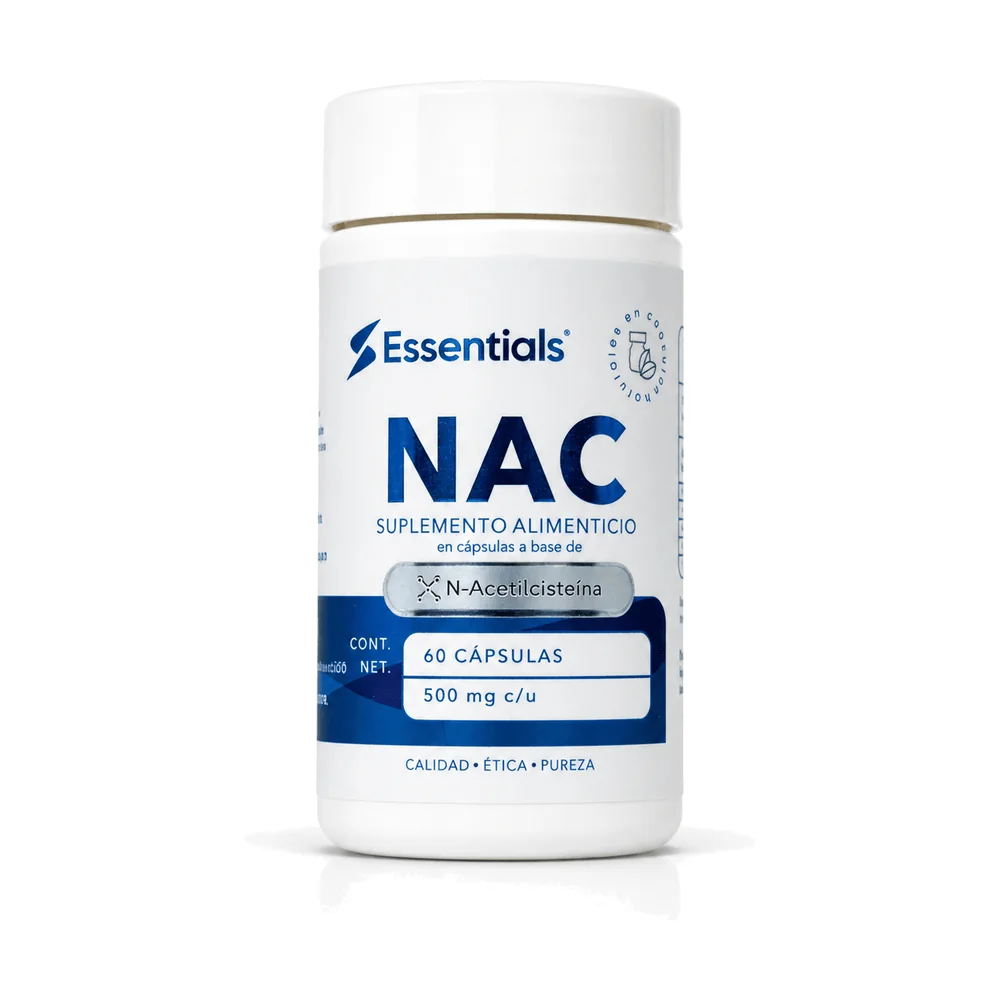 Essentials®
NAC
SUPLEMENTO ALIMENTICIO
en cápsulas a base de
N-Acetilcisteína
CONT.
NET.
60 CÁPSULAS
500 mg c/u
CALIDAD • ÉTICA • PUREZA